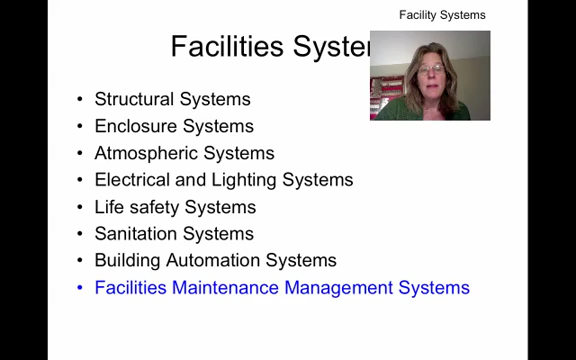 Facility Systems
Facilities
• Structural Systems
• Enclosure Systems
• Atmospheric Systems
• Electrical and Lighting Systems
• Life safety Systems
• Sanitation Systems
• Building Automation Systems
• Facilities Maintenance Management Systems